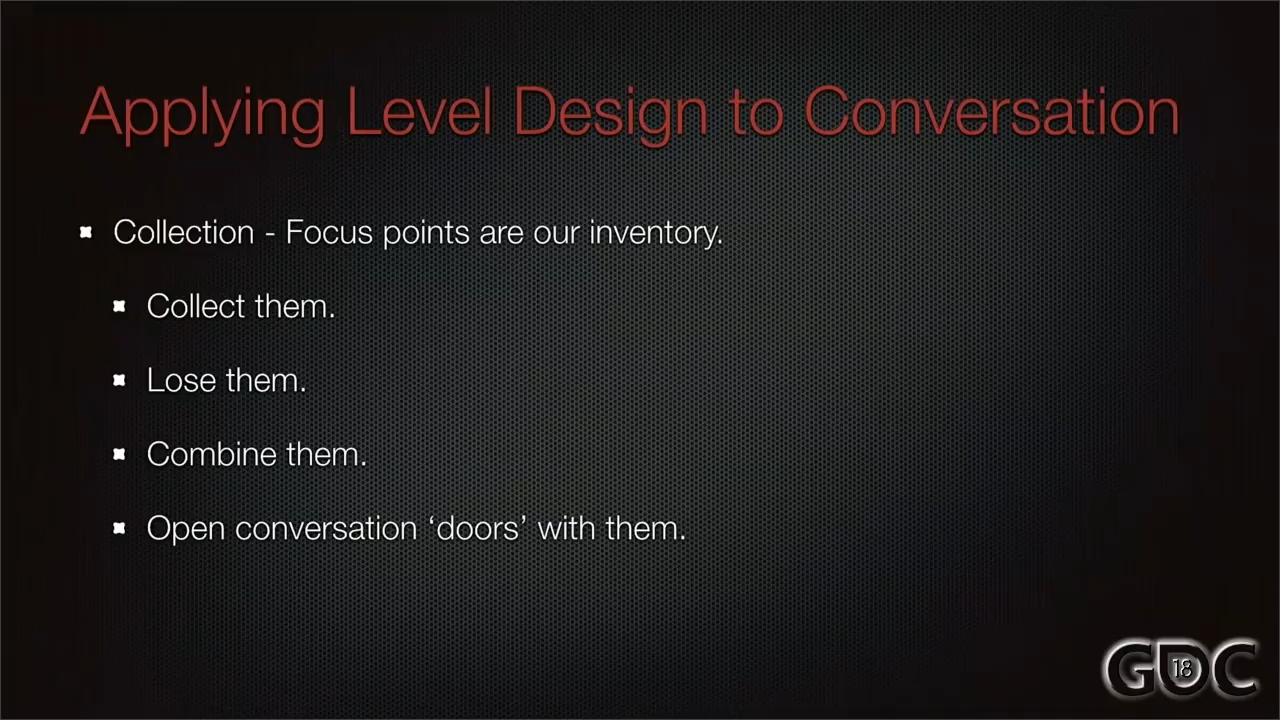 Applying Level Design to Conversation
Collection - Focus points are our inventory.
Collect them.
Lose them.
Combine them.
Open conversation ‘doors’ with them.
GDC
18